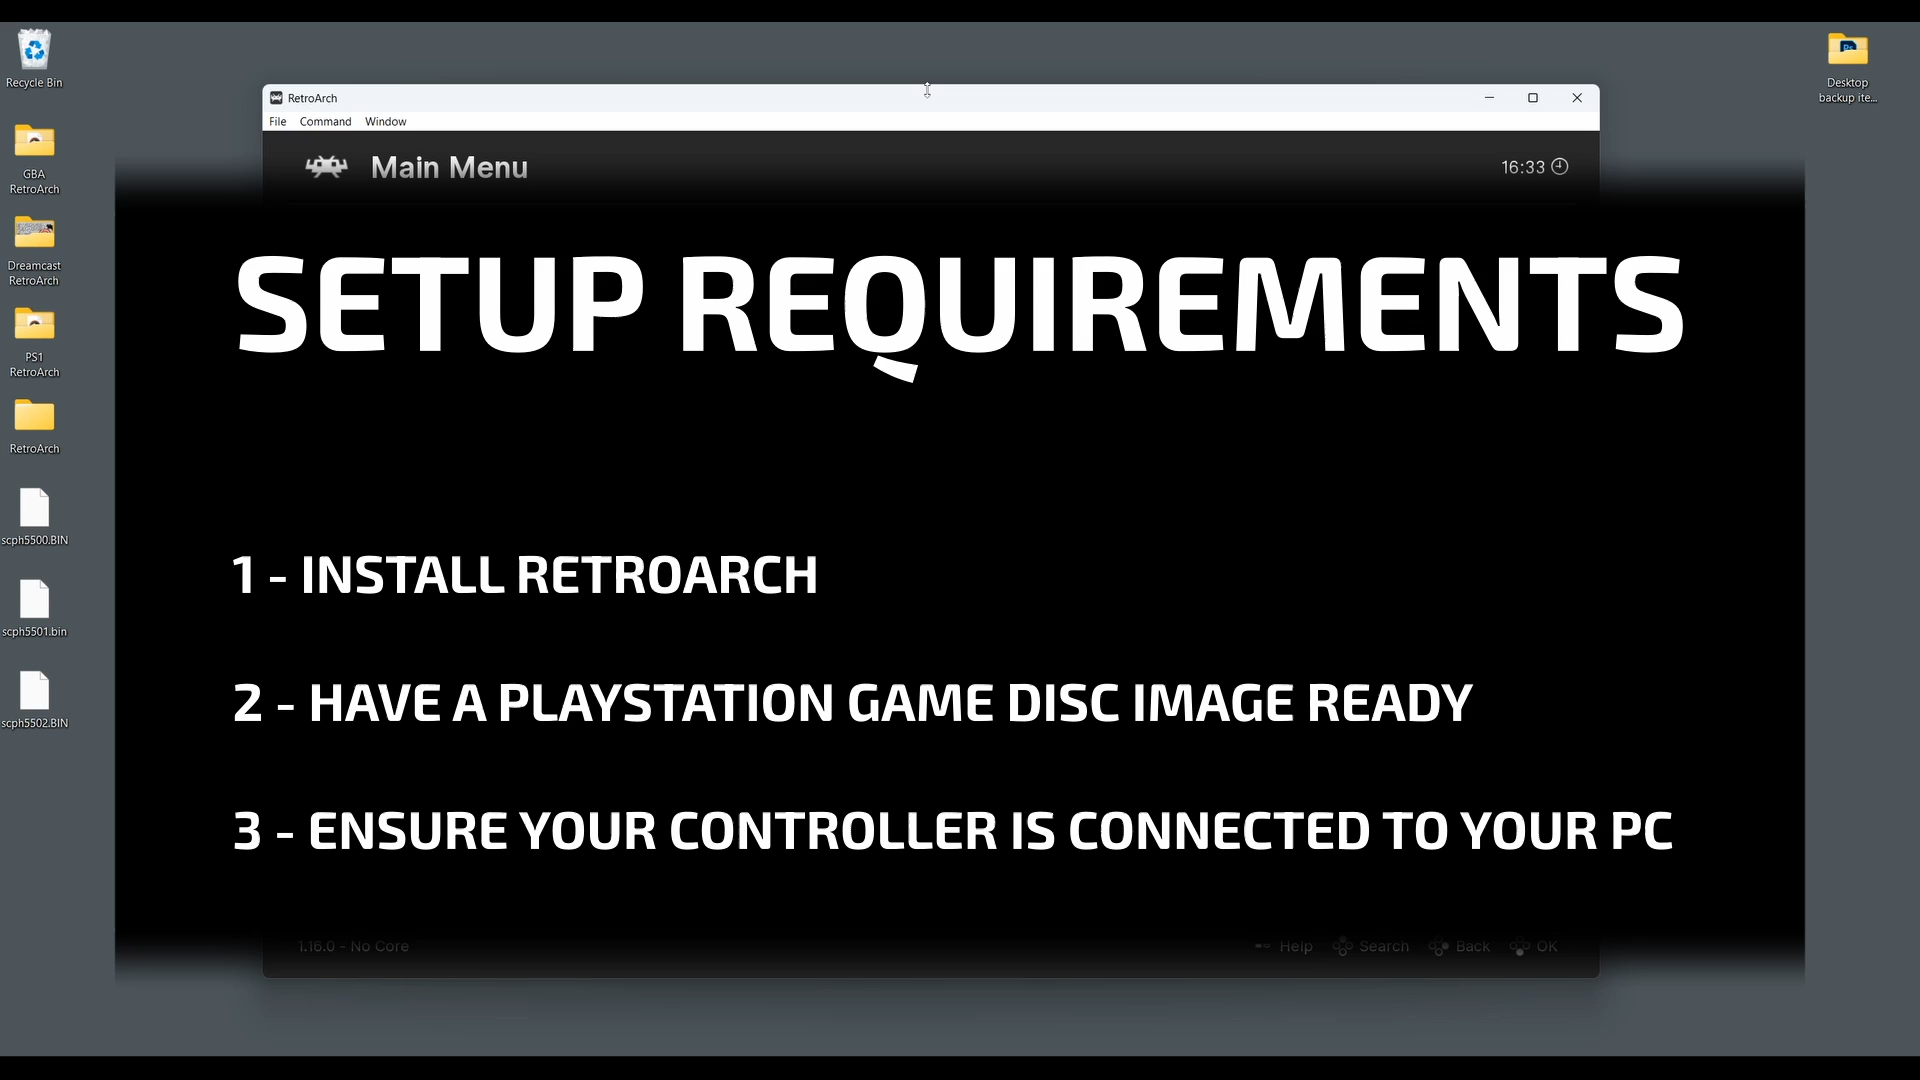 Recycle Bin
GBA
RetroArch
Dreamcast
RetroArch
PS1
RetroArch
RetroArch
scph5500.BIN
scph5501.bin
scph5502.BIN
Desktop
backup ite...
RetroArch
File Command Window
Main Menu
16:33
SETUP REQUIREMENTS
1 - INSTALL RETROARCH
2 - HAVE A PLAYSTATION GAME DISC IMAGE READY
3 - ENSURE YOUR CONTROLLER IS CONNECTED TO YOUR PC
1.16.0 - No Core
Help Search Back OK